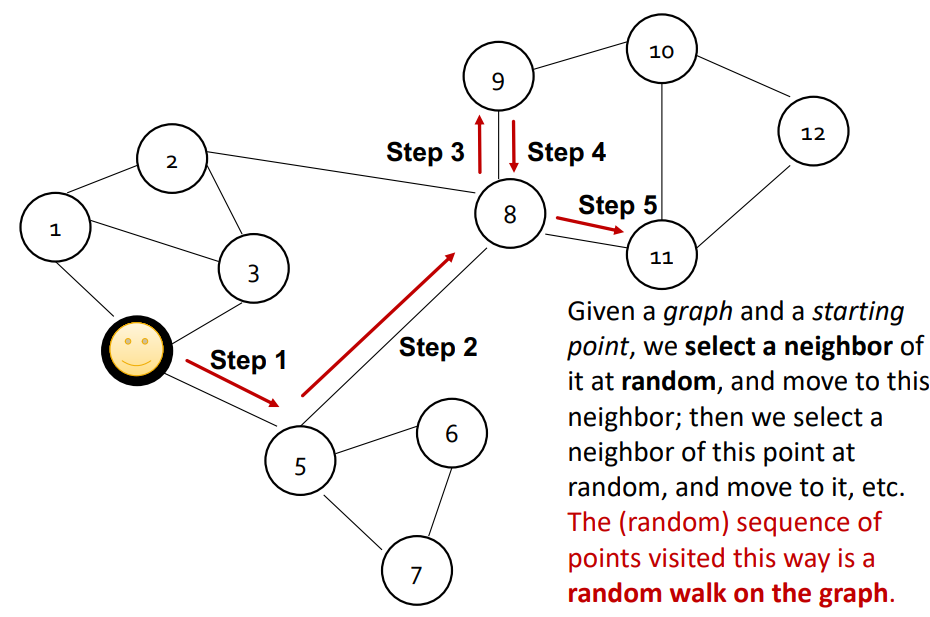 10
9
12
Step 3
Step 4
2
Step 5
8
1
11
3
Given a graph and a starting
point, we select a neighbor of
it at random, and move to this
neighbor; then we select a
neighbor of this point at
random, and move to it, etc.
The (random) sequence of
points visited this way is a
random walk on the graph.
Step 1
Step 2
6
5
7